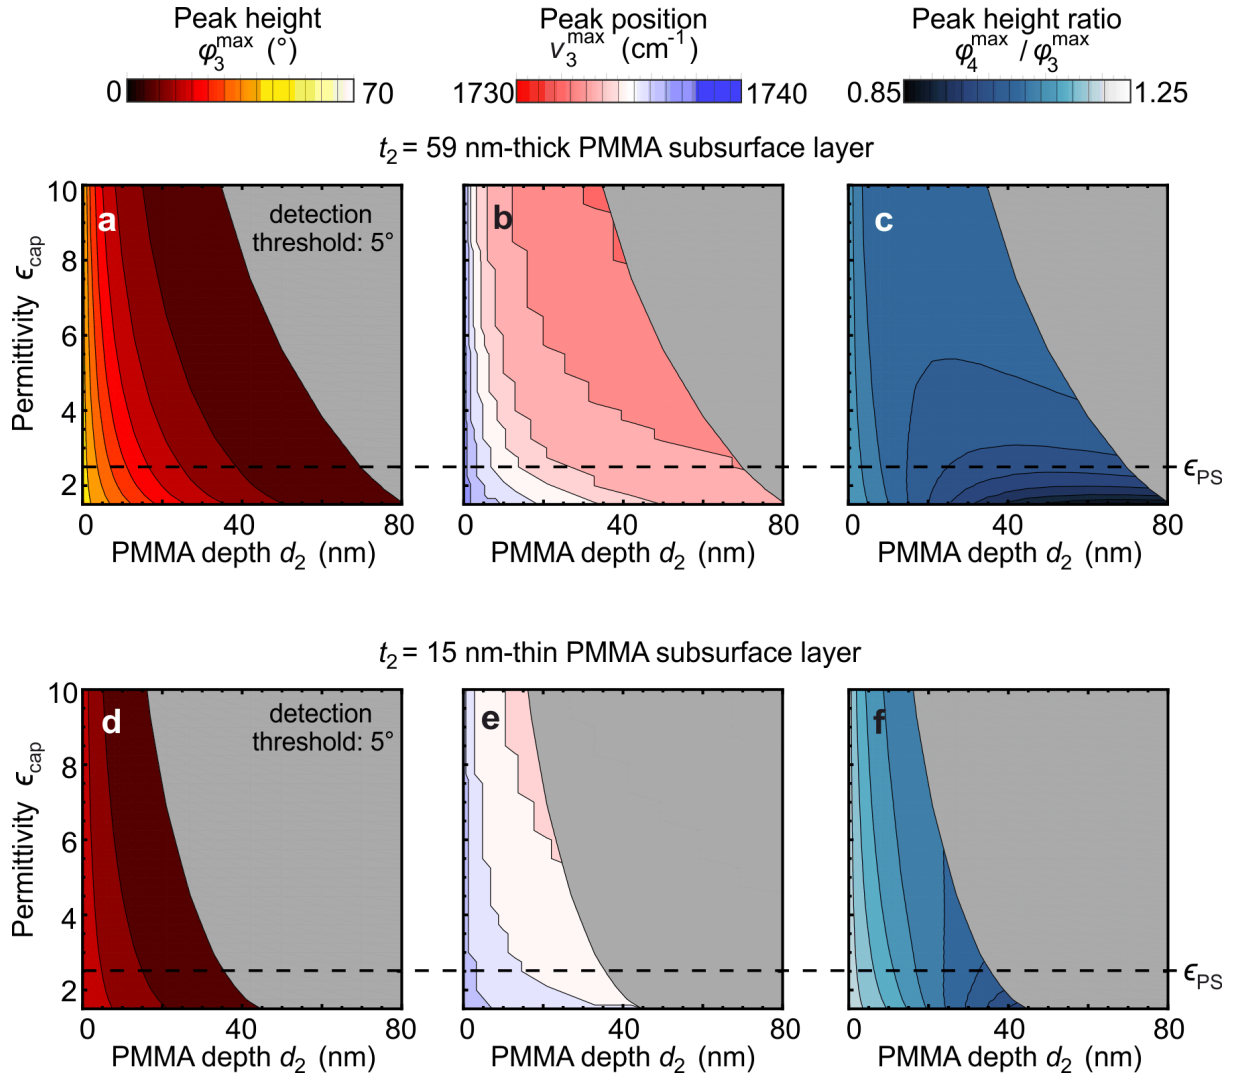 Peak height
φ₃ᵐᵃˣ (°)
0 70
Peak position
ν₃ᵐᵃˣ (cm⁻¹)
1730 1740
Peak height ratio
φ₄ᵐᵃˣ / φ₃ᵐᵃˣ
0.85 1.25
t₂ = 59 nm-thick PMMA subsurface layer
Permittivity ϵcap
10
8
6
4
2
a
detection
threshold: 5°
b
c
ϵPS
0 40 80
0 40 80
0 40 80
PMMA depth d₂ (nm)
PMMA depth d₂ (nm)
PMMA depth d₂ (nm)
t₂ = 15 nm-thin PMMA subsurface layer
Permittivity ϵcap
10
8
6
4
2
d
detection
threshold: 5°
e
f
ϵPS
0 40 80
0 40 80
0 40 80
PMMA depth d₂ (nm)
PMMA depth d₂ (nm)
PMMA depth d₂ (nm)